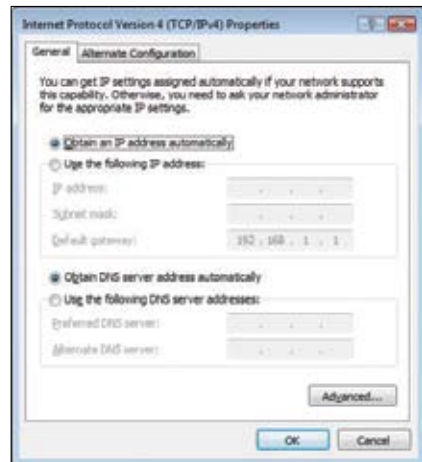 Internet Protocol Version 4 (TCP/IPv4) Properties
General
Alternate Configuration
You can get IP settings assigned automatically if your network supports
this capability. Otherwise, you need to ask your network administrator
for the appropriate IP settings.
Obtain an IP address automatically
Use the following IP address:
IP address:
Subnet mask:
Default gateway: 192 . 168 . 1 . 1
Obtain DNS server address automatically
Use the following DNS server addresses:
Preferred DNS server:
Alternate DNS server:
Advanced...
OK
Cancel